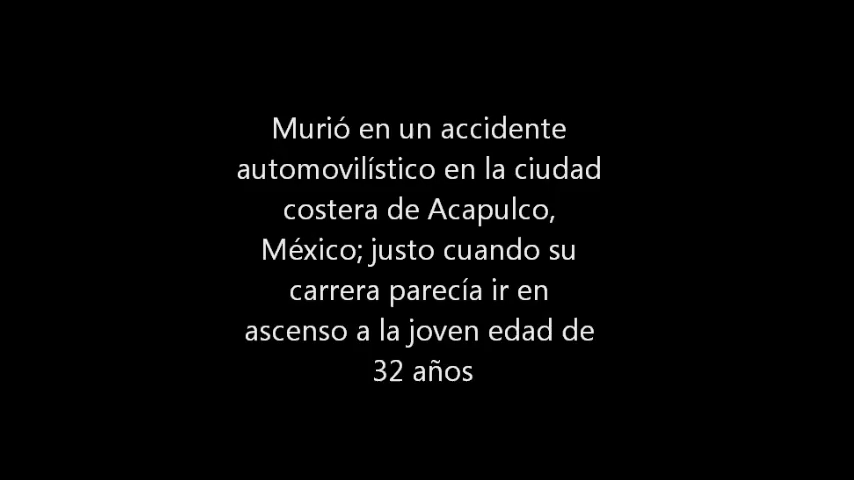 Murió en un accidente
automovilístico en la ciudad
costera de Acapulco,
México; justo cuando su
carrera parecía ir en
ascenso a la joven edad de
32 años